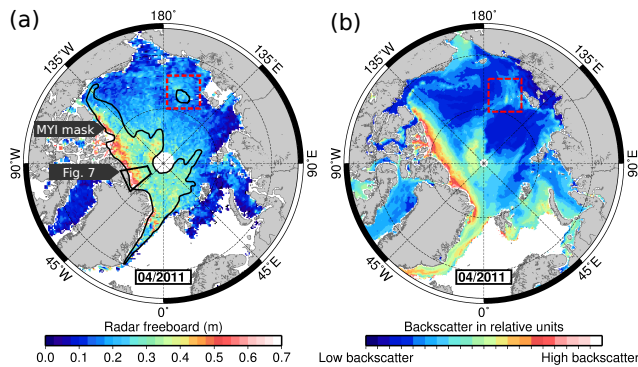 (a)
180°
135°W
135°E
MYI mask
90°W
Fig. 7
90°E
45°W
45°E
04/2011
0°
Radar freeboard (m)
0.0 0.1 0.2 0.3 0.4 0.5 0.6 0.7
(b)
180°
135°W
135°E
90°W
90°E
45°W
45°E
04/2011
0°
Backscatter in relative units
Low backscatter High backscatter